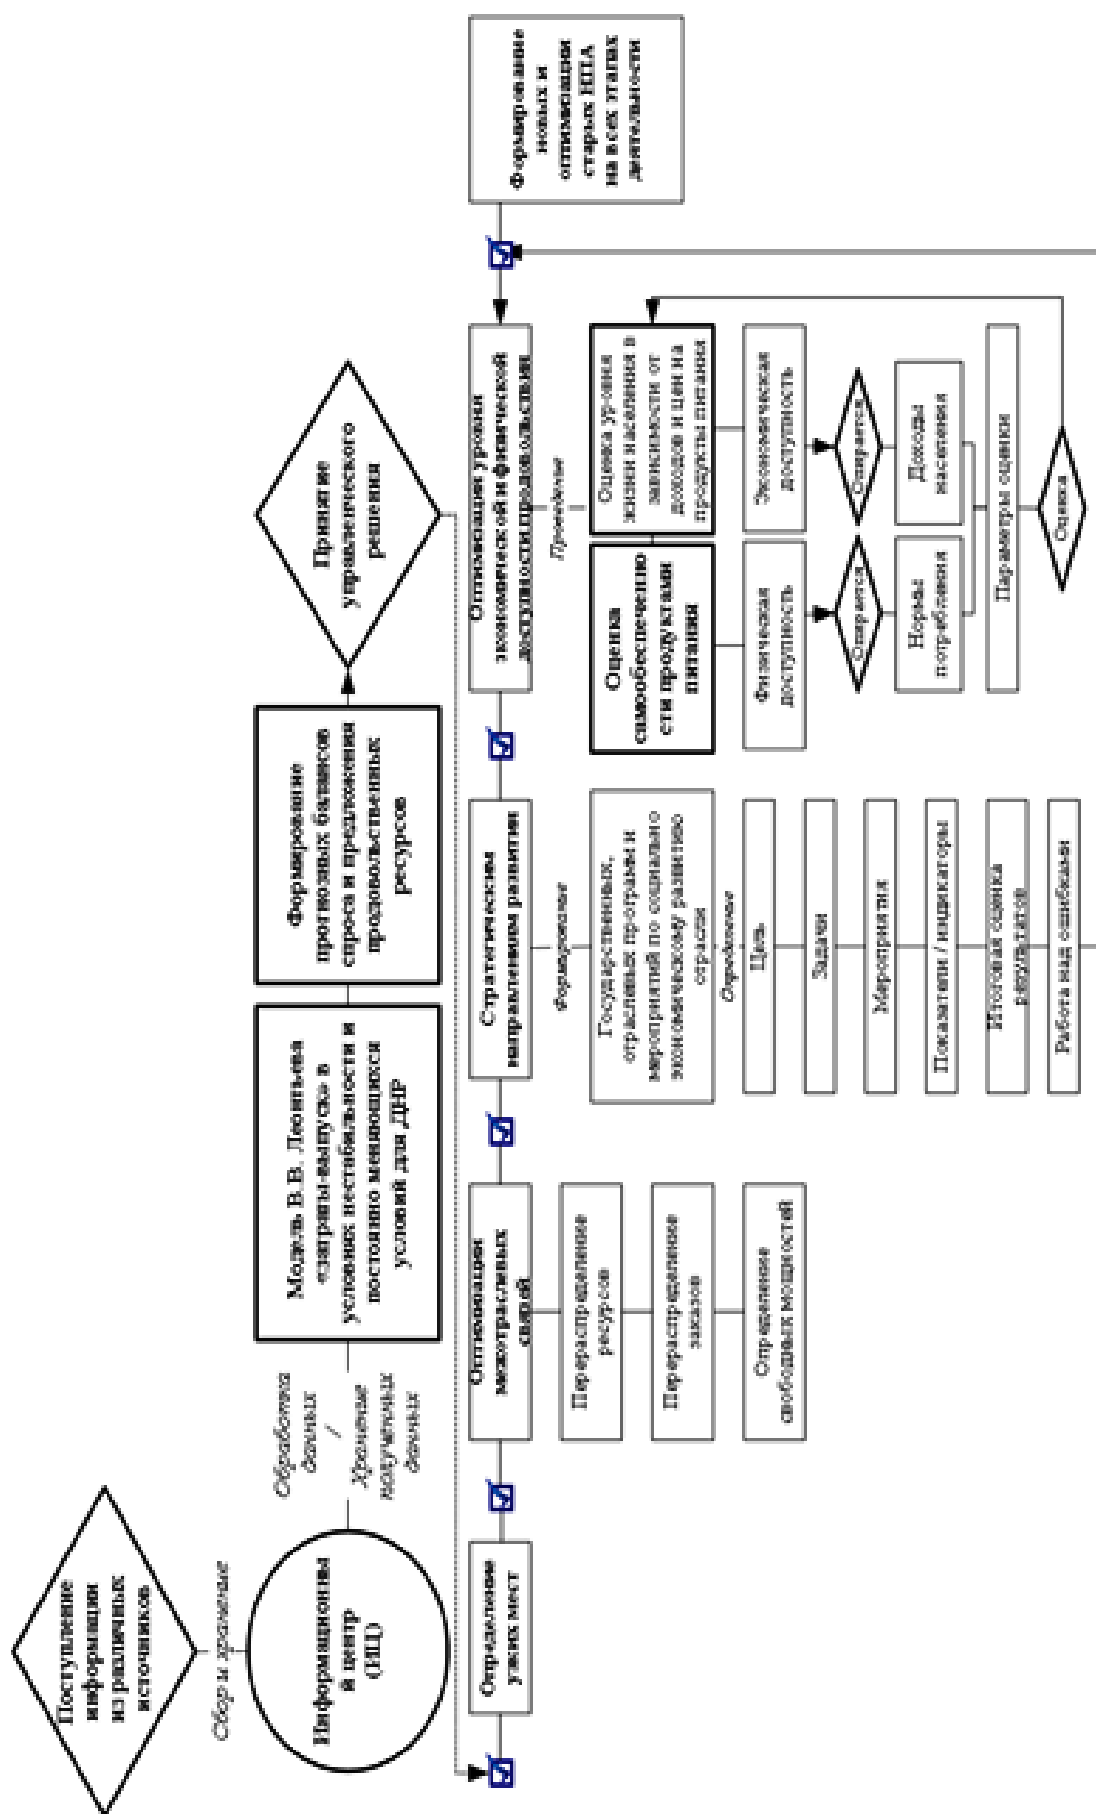 Поступление
информации
из различных
источников
Сбор и хранение
Информационны
й центр
(ИЦ)
Обработка
данных
/
Хранение
полученных
данных
Модель В.В. Леонтьева
«затраты-выпуск» в
условиях нестабильности и
постоянно меняющихся
условий для ДНР
Формирование
прогнозных балансов
спроса и предложения
продовольственных
ресурсов
Принятие
управленческого
решения
Определение
узких мест
Оптимизация
межотраслевых
связей
Перераспределение
ресурсов
Перераспределение
заказов
Определение
свободных мощностей
Стратегическое
направление развития
Формирование
Государственных,
отраслевых программ и
мероприятий по социально
экономическому развитию
отрасли
Определение
Цель
Задачи
Мероприятия
Показатели / индикаторы
Итоговая оценка
результатов
Работа над ошибками
Оптимизация уровня
экономической и физической
доступности продовольствия
Проведение
Оценка
самообеспеченно
сти продуктами
питания
Физическая
доступность
Опирается
Нормы
потребления
Оценка уровня
жизни населения в
зависимости от
доходов и цен на
продукты питания
Экономическая
доступность
Опирается
Доходы
населения
Параметры оценки
Оценка
Формирование
новых и
оптимизация
старых НПА
на всех этапах
деятельности